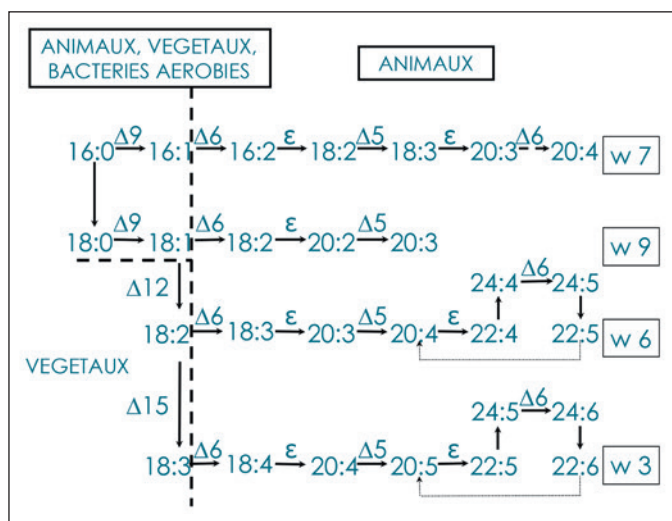 ANIMAUX, VEGETAUX,
BACTERIES AEROBIES
ANIMAUX
Δ9 Δ6 ε Δ5 ε Δ6
16:0 16:1 16:2 18:2 18:3 20:3 20:4 w 7
Δ9 Δ6 ε Δ5
18:0 18:1 18:2 20:2 20:3 w 9
Δ6
24:4 24:5
Δ12
Δ6 ε Δ5 ε
18:2 18:3 20:3 20:4 22:4 22:5 w 6
VEGETAUX
Δ15
Δ6
24:5 24:6
Δ6 ε Δ5 ε
18:3 18:4 20:4 20:5 22:5 22:6 w 3